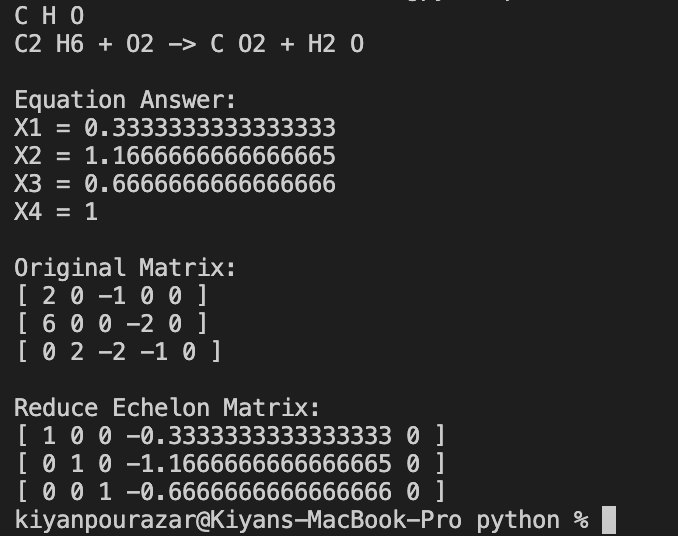 C H O
C2 H6 + O2 -> C O2 + H2 O
Equation Answer:
X1 = 0.3333333333333333
X2 = 1.1666666666666665
X3 = 0.6666666666666666
X4 = 1
Original Matrix:
[ 2 0 -1 0 0 ]
[ 6 0 0 -2 0 ]
[ 0 2 -2 -1 0 ]
Reduce Echelon Matrix:
[ 1 0 0 -0.3333333333333333 0 ]
[ 0 1 0 -1.1666666666666665 0 ]
[ 0 0 1 -0.6666666666666666 0 ]
kiyanpourazar@Kiyans-MacBook-Pro python %